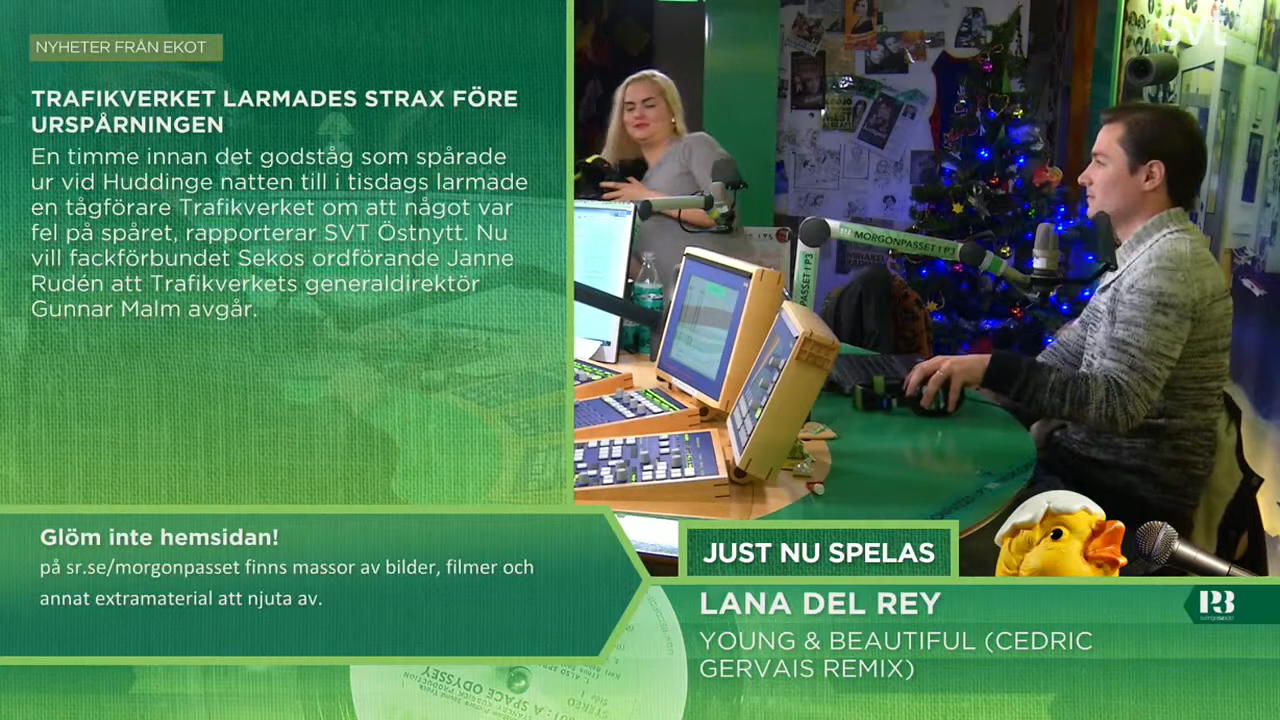 NYHETER FRÅN EKOT
TRAFIKVERKET LARMADES STRAX FÖRE
URSPÅRNINGEN
En timme innan det godståg som spårade
ur vid Huddinge natten till i tisdags larmade
en tågförare Trafikverket om att något var
fel på spåret, rapporterar SVT Östnytt. Nu
vill fackförbundet Sekos ordförande Janne
Rudén att Trafikverkets generaldirektör
Gunnar Malm avgår.
svt
MORGONPASSET I P3
PASSET I P3
Glöm inte hemsidan!
på sr.se/morgonpasset finns massor av bilder, filmer och
annat extramaterial att njuta av.
JUST NU SPELAS
LANA DEL REY
YOUNG & BEAUTIFUL (CEDRIC
GERVAIS REMIX)
P3
A SPACE ODYSSEY
STEREO